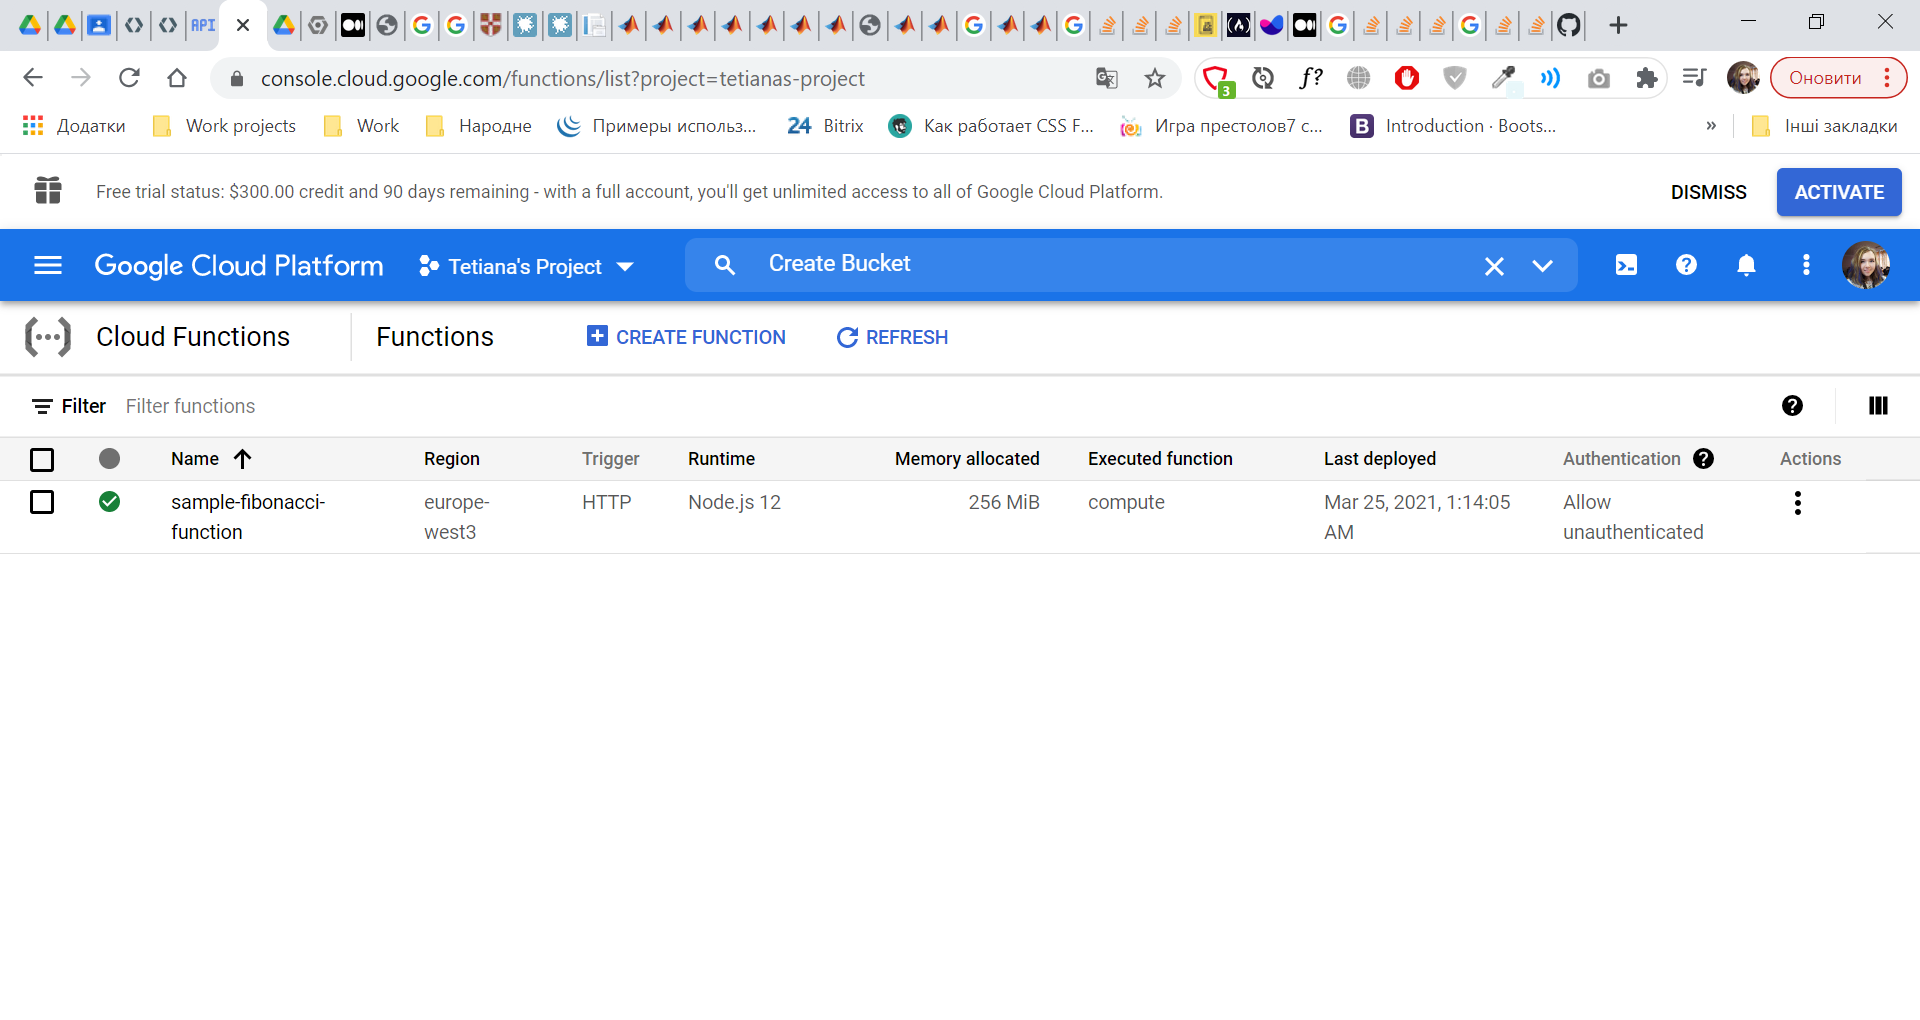 API
console.cloud.google.com/functions/list?project=tetianas-project
f?
3
Оновити
Додатки
Work projects
Work
Народне
Примеры использ...
24 Bitrix
Как работает CSS F...
Игра престолов7 с...
B Introduction · Boots...
»
Інші закладки
Free trial status: $300.00 credit and 90 days remaining - with a full account, you'll get unlimited access to all of Google Cloud Platform.
DISMISS
ACTIVATE
Google Cloud Platform
Tetiana's Project
Create Bucket
Cloud Functions
Functions
CREATE FUNCTION
REFRESH
Filter
Filter functions
Name
Region
Trigger
Runtime
Memory allocated
Executed function
Last deployed
Authentication
Actions
sample-fibonacci-
function
europe-
west3
HTTP
Node.js 12
256 MiB
compute
Mar 25, 2021, 1:14:05
AM
Allow
unauthenticated